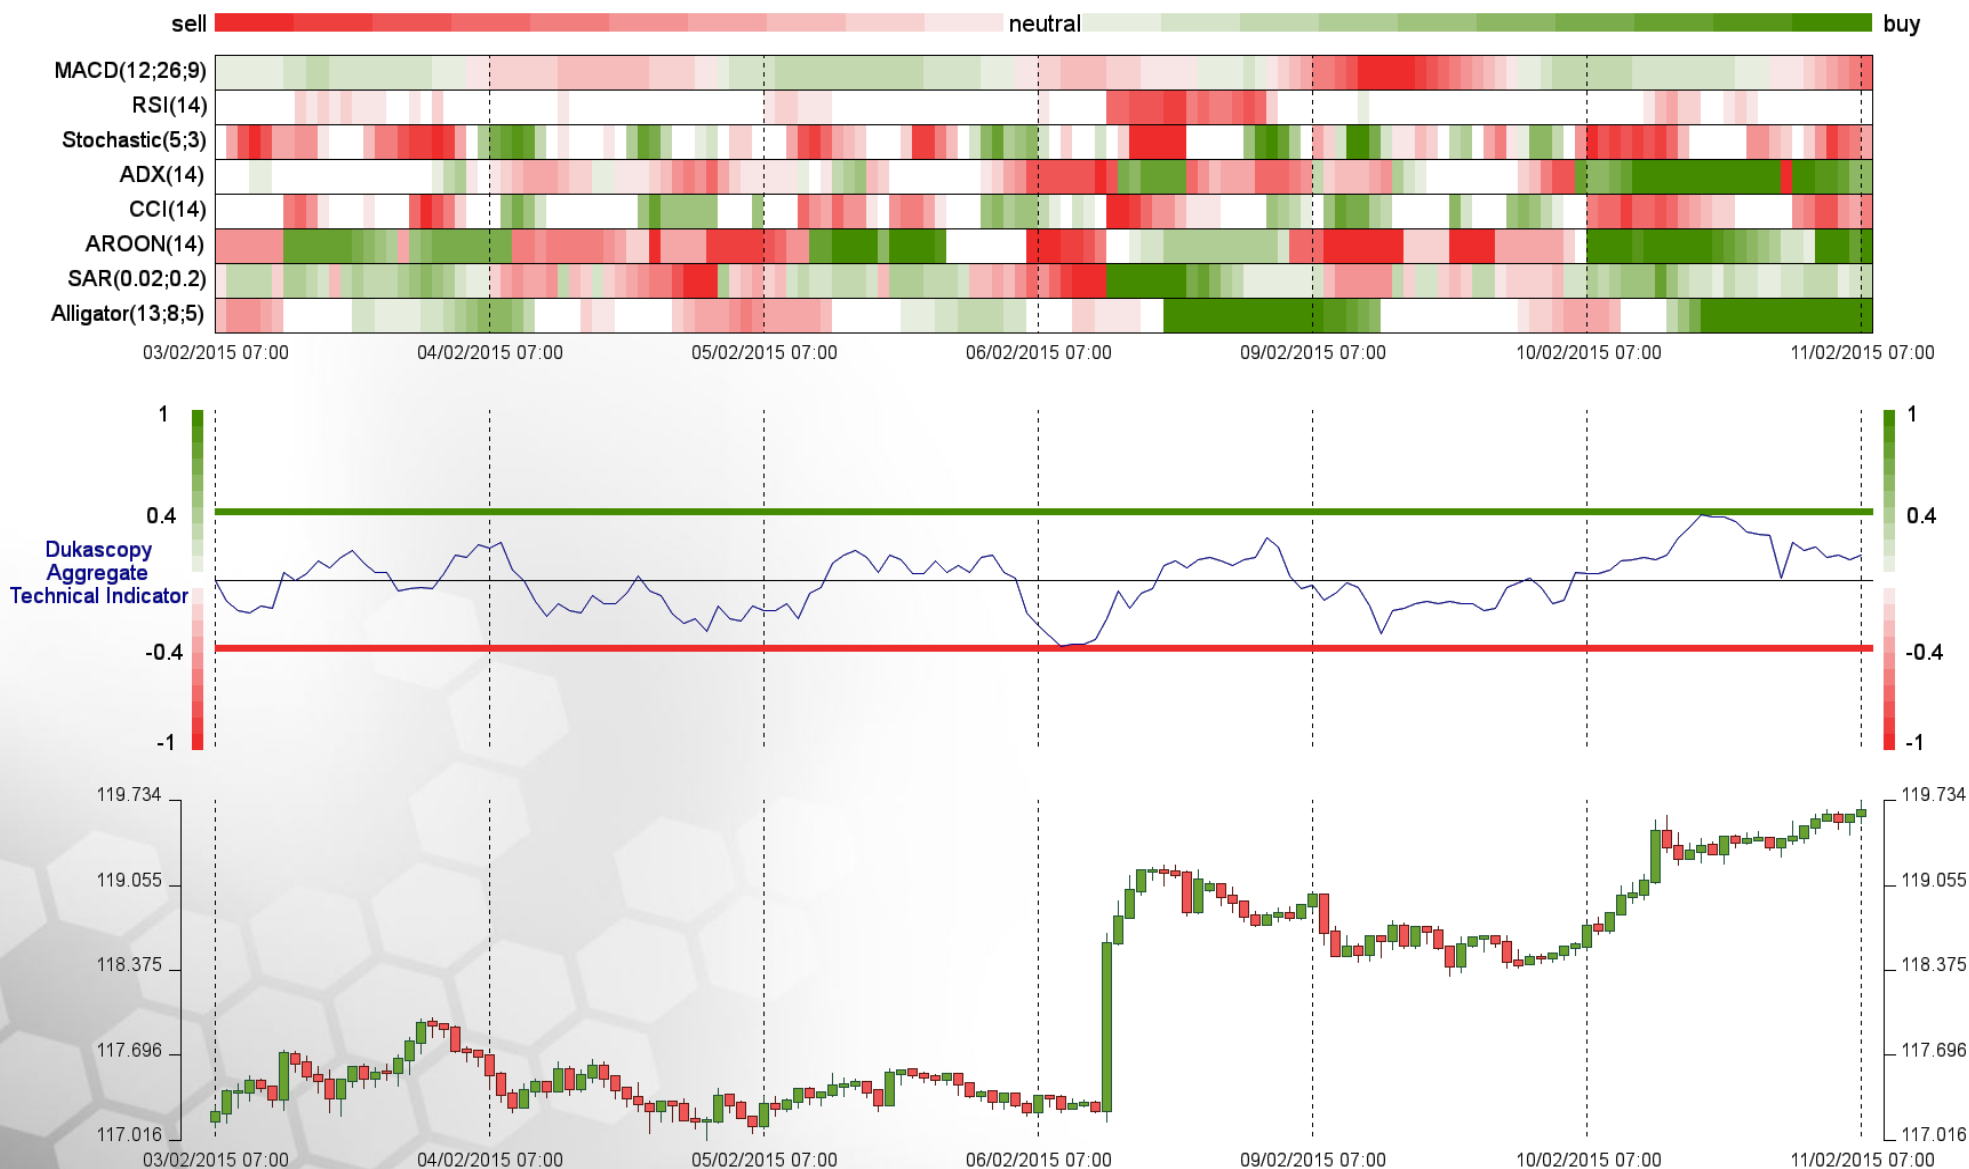 sell neutral buy
MACD(12;26;9)
RSI(14)
Stochastic(5;3)
ADX(14)
CCI(14)
AROON(14)
SAR(0.02;0.2)
Alligator(13;8;5)
03/02/2015 07:00 04/02/2015 07:00 05/02/2015 07:00 06/02/2015 07:00 09/02/2015 07:00 10/02/2015 07:00 11/02/2015 07:00
1 1
0.4 0.4
Dukascopy
Aggregate
Technical Indicator
-0.4 -0.4
-1 -1
119.734 119.734
119.055 119.055
118.375 118.375
117.696 117.696
117.016 117.016
03/02/2015 07:00 04/02/2015 07:00 05/02/2015 07:00 06/02/2015 07:00 09/02/2015 07:00 10/02/2015 07:00 11/02/2015 07:00